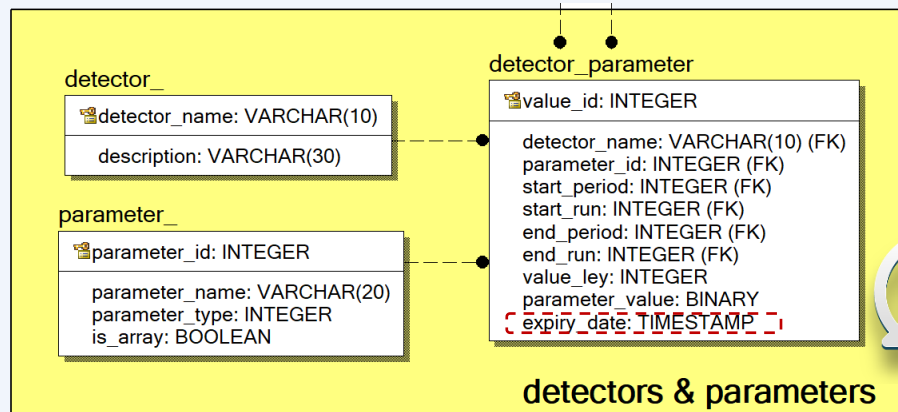 detector_
detector_name: VARCHAR(10)
description: VARCHAR(30)
parameter_
parameter_id: INTEGER
parameter_name: VARCHAR(20)
parameter_type: INTEGER
is_array: BOOLEAN
detector_parameter
value_id: INTEGER
detector_name: VARCHAR(10) (FK)
parameter_id: INTEGER (FK)
start_period: INTEGER (FK)
start_run: INTEGER (FK)
end_period: INTEGER (FK)
end_run: INTEGER (FK)
value_ley: INTEGER
parameter_value: BINARY
expiry_date: TIMESTAMP
detectors & parameters